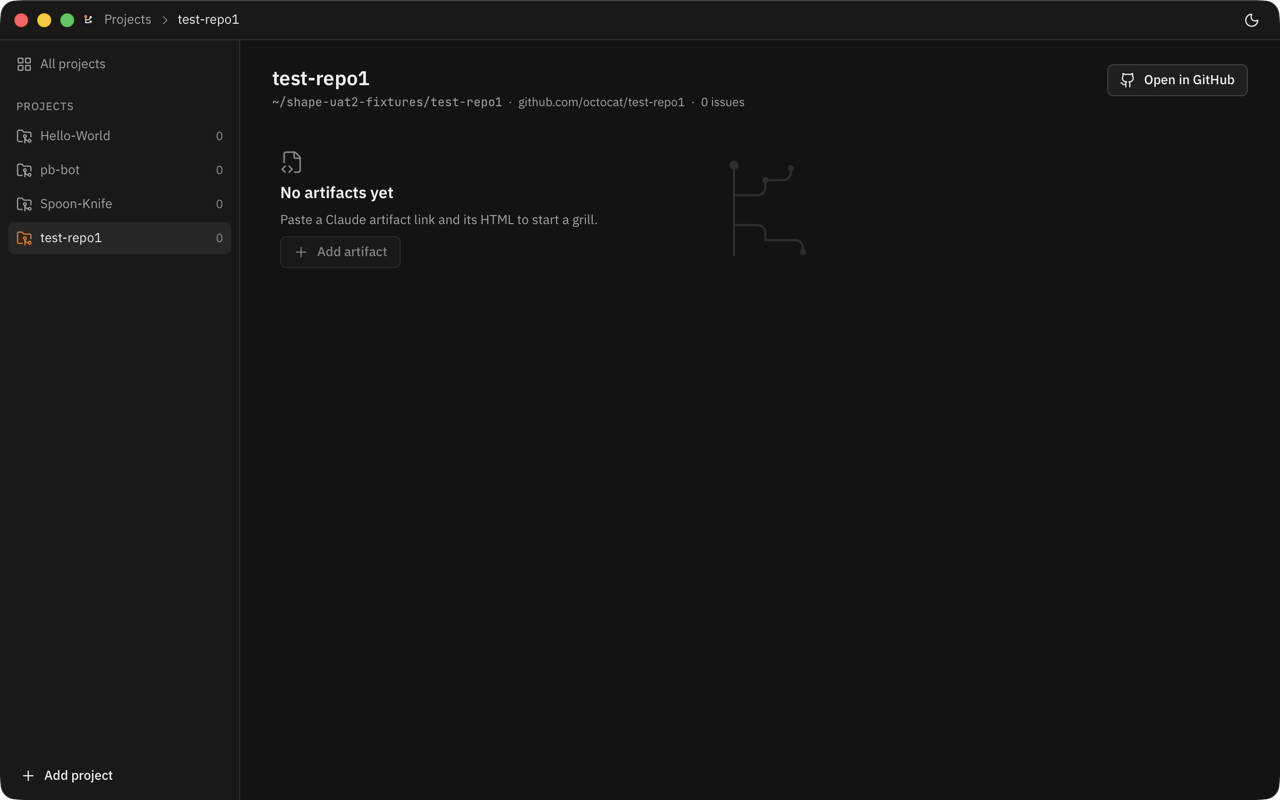 Projects > test-repo1
All projects
PROJECTS
Hello-World 0
pb-bot 0
Spoon-Knife 0
test-repo1 0
Add project
test-repo1
~/shape-uat2-fixtures/test-repo1 · github.com/octocat/test-repo1 · 0 issues
Open in GitHub
No artifacts yet
Paste a Claude artifact link and its HTML to start a grill.
Add artifact